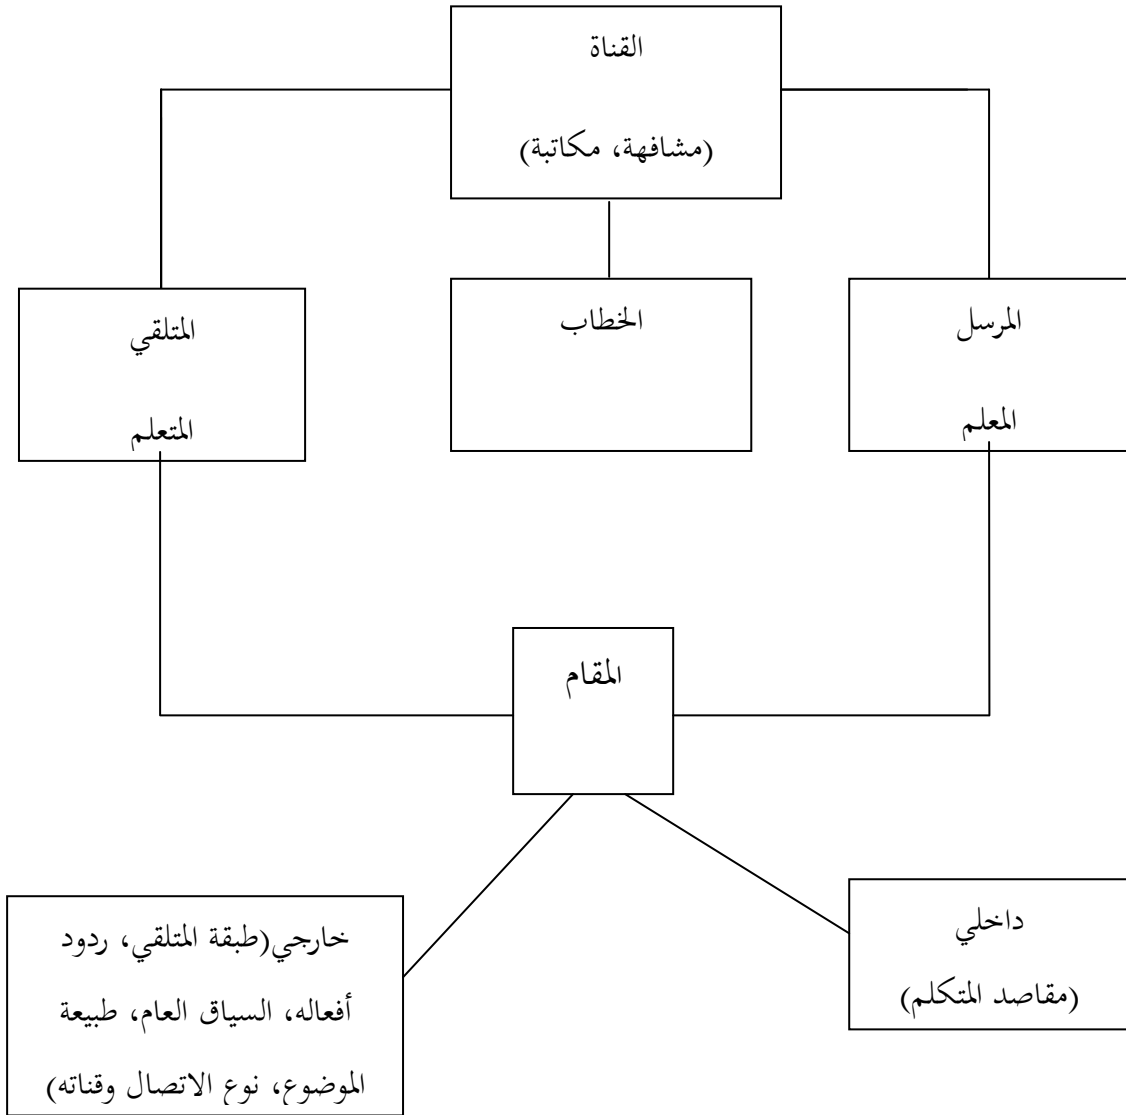 القناة
(مشافهة، مكاتبة)
المرسل
المعلم
الخطاب
المتلقي
المتعلم
المقام
داخلي
(مقاصد المتكلم)
خارجي(طبقة المتلقي، ردود
أفعاله، السياق العام، طبيعة
الموضوع، نوع الاتصال وقناته)